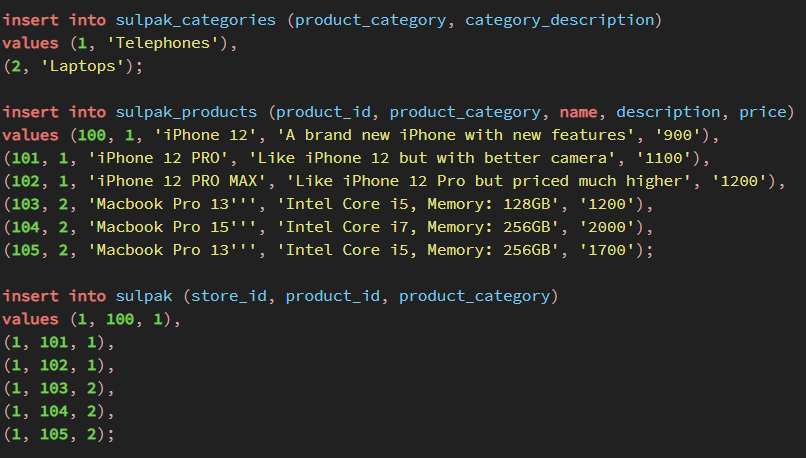 insert into sulpak_categories (product_category, category_description)
values (1, 'Telephones'),
(2, 'Laptops');
insert into sulpak_products (product_id, product_category, name, description, price)
values (100, 1, 'iPhone 12', 'A brand new iPhone with new features', '900'),
(101, 1, 'iPhone 12 PRO', 'Like iPhone 12 but with better camera', '1100'),
(102, 1, 'iPhone 12 PRO MAX', 'Like iPhone 12 Pro but priced much higher', '1200'),
(103, 2, 'Macbook Pro 13''', 'Intel Core i5, Memory: 128GB', '1200'),
(104, 2, 'Macbook Pro 15''', 'Intel Core i7, Memory: 256GB', '2000'),
(105, 2, 'Macbook Pro 13''', 'Intel Core i5, Memory: 256GB', '1700');
insert into sulpak (store_id, product_id, product_category)
values (1, 100, 1),
(1, 101, 1),
(1, 102, 1),
(1, 103, 2),
(1, 104, 2),
(1, 105, 2);